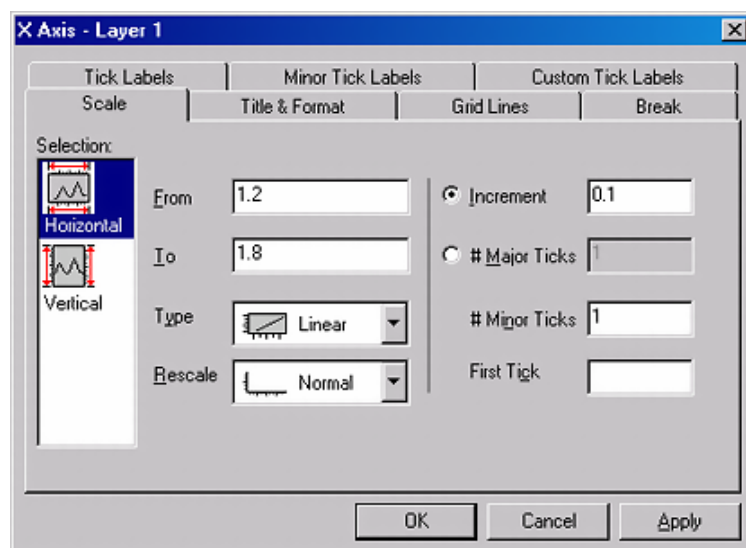 X Axis - Layer 1
Tick Labels
Minor Tick Labels
Custom Tick Labels
Scale
Title & Format
Grid Lines
Break
Selection:
Horizontal
Vertical
From 1.2
To 1.8
Type Linear
Rescale Normal
Increment 0.1
# Major Ticks 1
# Minor Ticks 1
First Tick
OK
Cancel
Apply